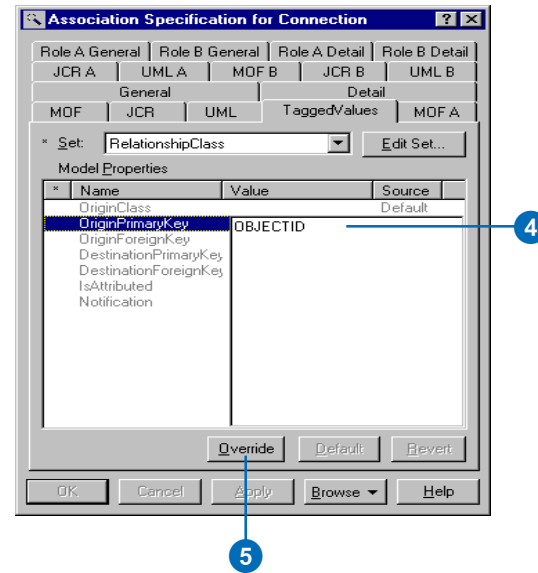 Association Specification for Connection
Role A General Role B General Role A Detail Role B Detail
JCR A UML A MOF B JCR B UML B
General Detail
MOF JCR UML TaggedValues MOF A
* Set: RelationshipClass Edit Set...
Model Properties
* Name Value Source
OriginClass Default
OriginPrimaryKey OBJECTID
OriginForeignKey
DestinationPrimaryKey
DestinationForeignKey
IsAttributed
Notification
4
Override Default Revert
OK Cancel Apply Browse Help
5